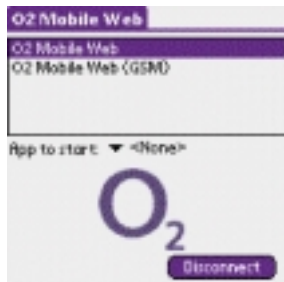 O2 Mobile Web
O2 Mobile Web
O2 Mobile Web (GSM)
App to start: ▼ <None>
O2
Disconnect